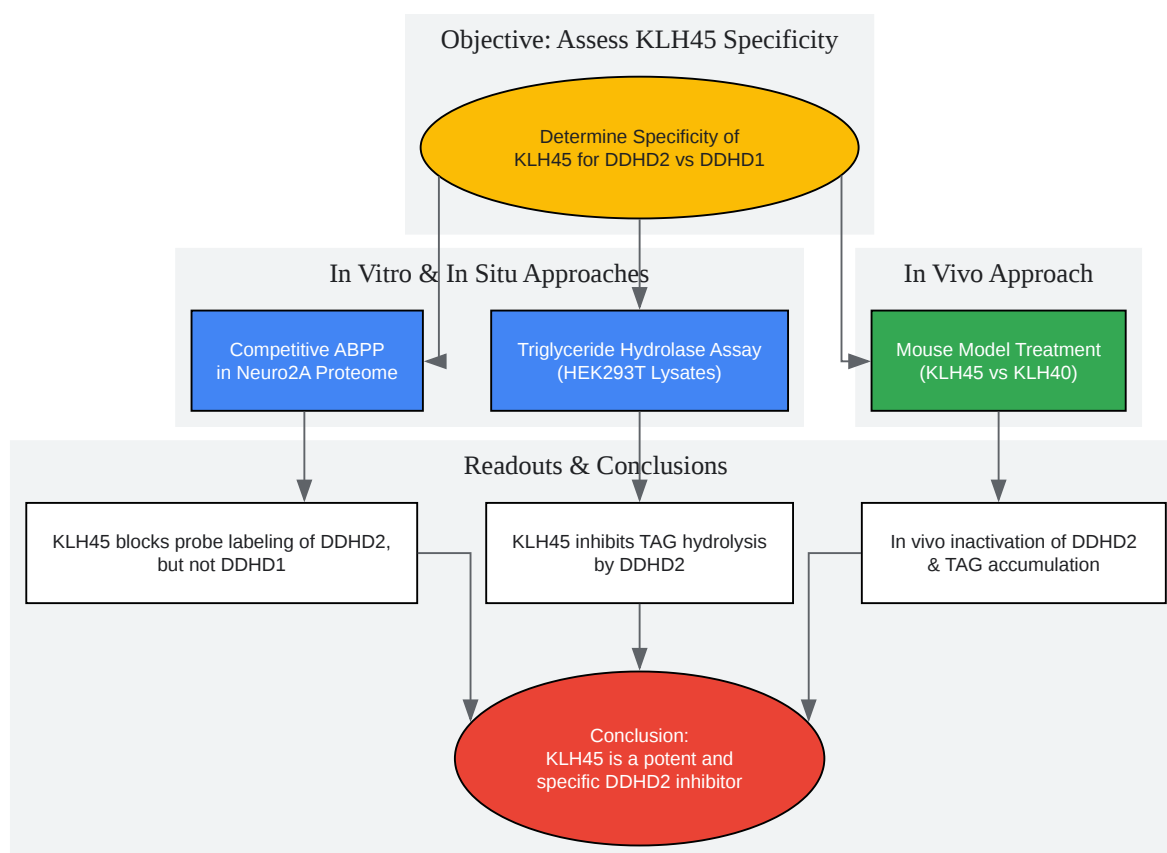 Objective: Assess KLH45 Specificity
Determine Specificity of
KLH45 for DDHD2 vs DDHD1
In Vitro & In Situ Approaches
In Vivo Approach
Competitive ABPP
in Neuro2A Proteome
Triglyceride Hydrolase Assay
(HEK293T Lysates)
Mouse Model Treatment
(KLH45 vs KLH40)
Readouts & Conclusions
KLH45 blocks probe labeling of DDHD2,
but not DDHD1
KLH45 inhibits TAG hydrolysis
by DDHD2
In vivo inactivation of DDHD2
& TAG accumulation
Conclusion:
KLH45 is a potent and
specific DDHD2 inhibitor